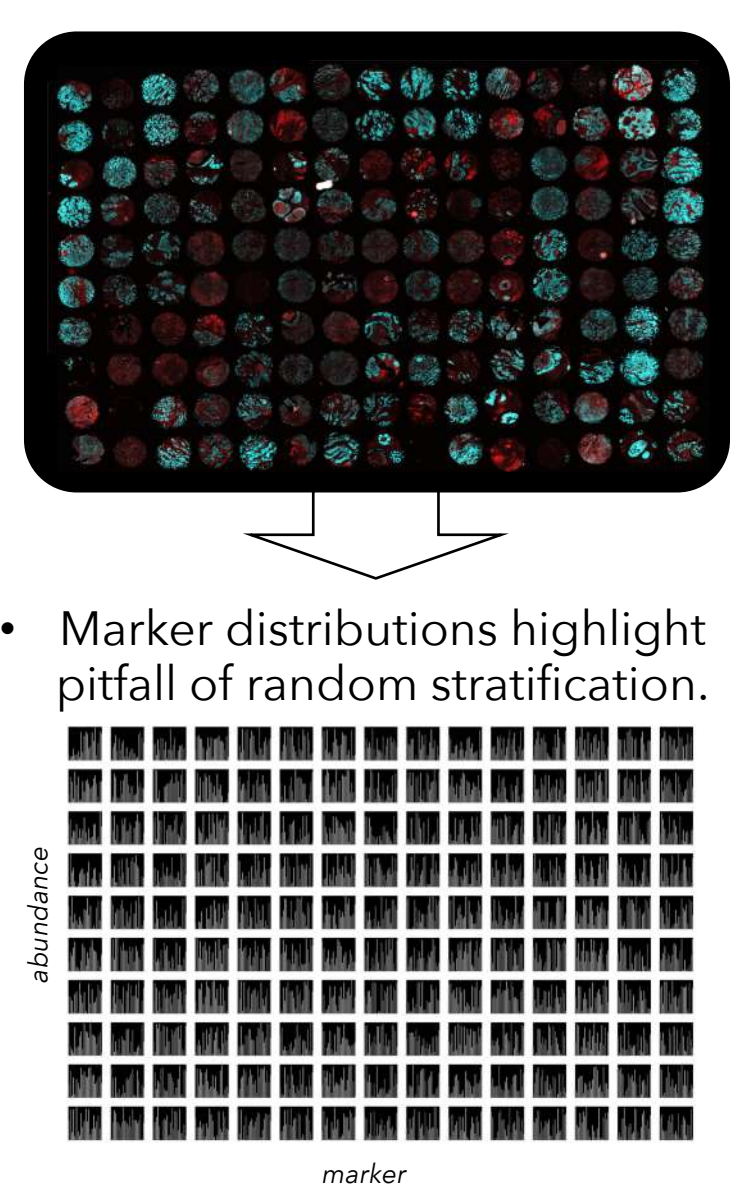 • Marker distributions highlight
pitfall of random stratification.
abundance
marker